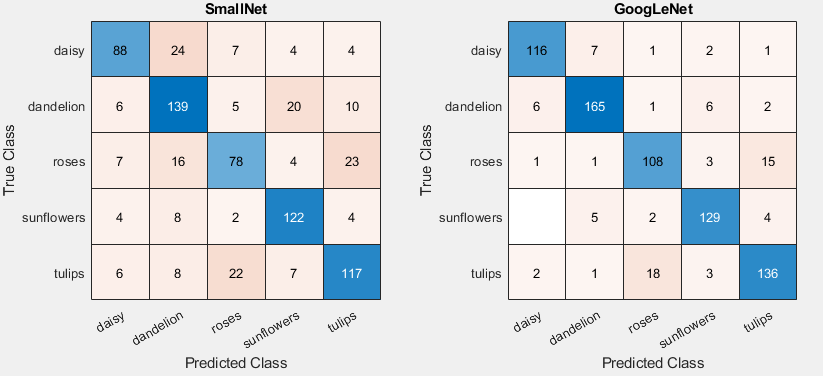 SmallNet
True Class
daisy 88 24 7 4 4
dandelion 6 139 5 20 10
roses 7 16 78 4 23
sunflowers 4 8 2 122 4
tulips 6 8 22 7 117
daisy dandelion roses sunflowers tulips
Predicted Class
GoogLeNet
True Class
daisy 116 7 1 2 1
dandelion 6 165 1 6 2
roses 1 1 108 3 15
sunflowers 5 2 129 4
tulips 2 1 18 3 136
daisy dandelion roses sunflowers tulips
Predicted Class